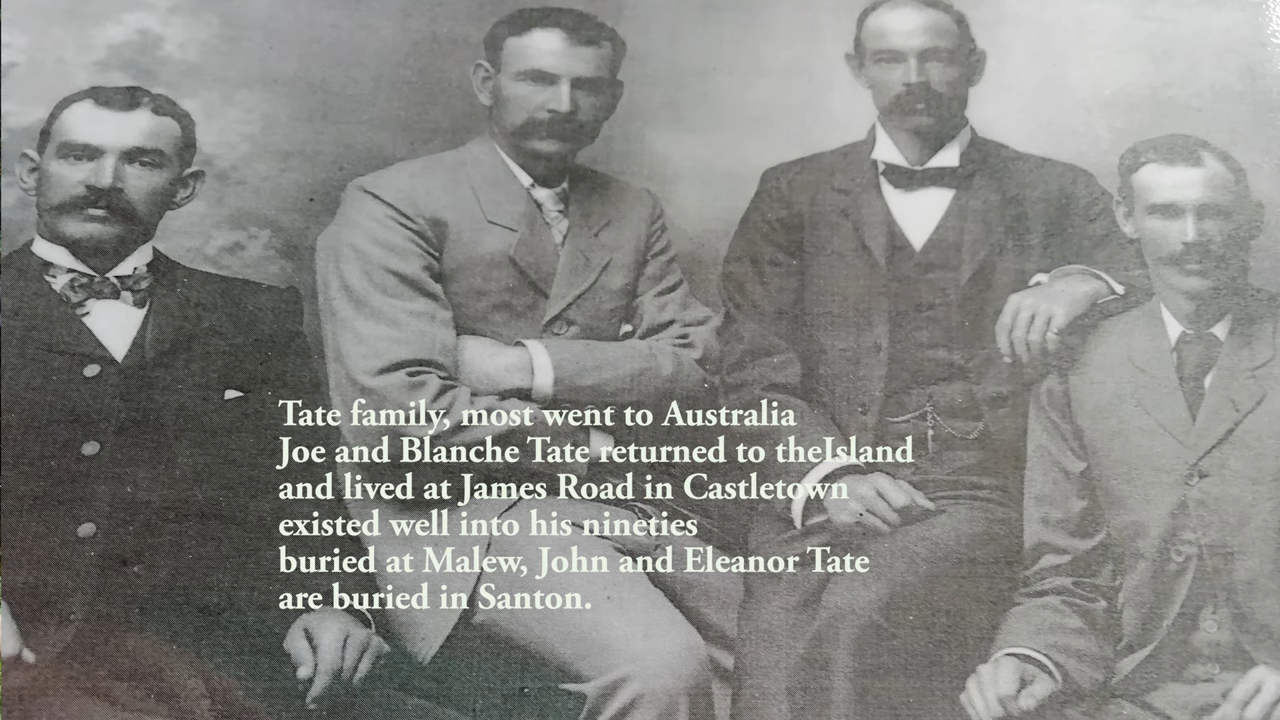 Tate family, most went to Australia
Joe and Blanche Tate returned to theIsland
and lived at James Road in Castletown
existed well into his nineties
buried at Malew, John and Eleanor Tate
are buried in Santon.